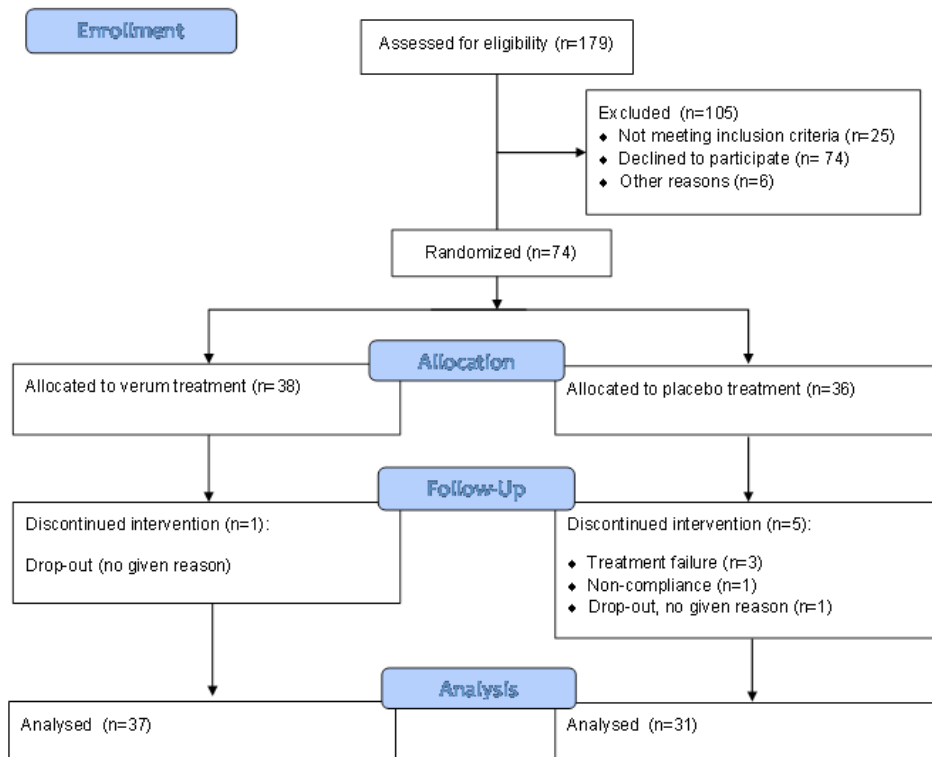 Enrollment
Assessed for eligibility (n=179)
Excluded (n=105)
♦ Not meeting inclusion criteria (n=25)
♦ Declined to participate (n= 74)
♦ Other reasons (n=6)
Randomized (n=74)
Allocation
Allocated to verum treatment (n=38)
Allocated to placebo treatment (n=36)
Follow-Up
Discontinued intervention (n=1):
Drop-out (no given reason)
Discontinued intervention (n=5):
♦ Treatment failure (n=3)
♦ Non-compliance (n=1)
♦ Drop-out, no given reason (n=1)
Analysis
Analysed (n=37)
Analysed (n=31)